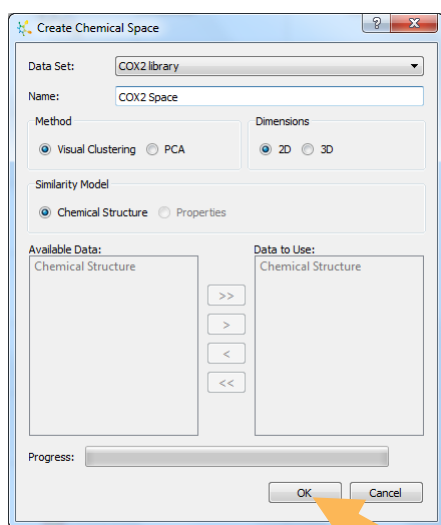 Create Chemical Space
Data Set: COX2 library
Name: COX2 Space
Method Dimensions
Visual Clustering PCA 2D 3D
Similarity Model
Chemical Structure Properties
Available Data: Data to Use:
Chemical Structure Chemical Structure
>>
>
<
<<
Progress:
OK Cancel